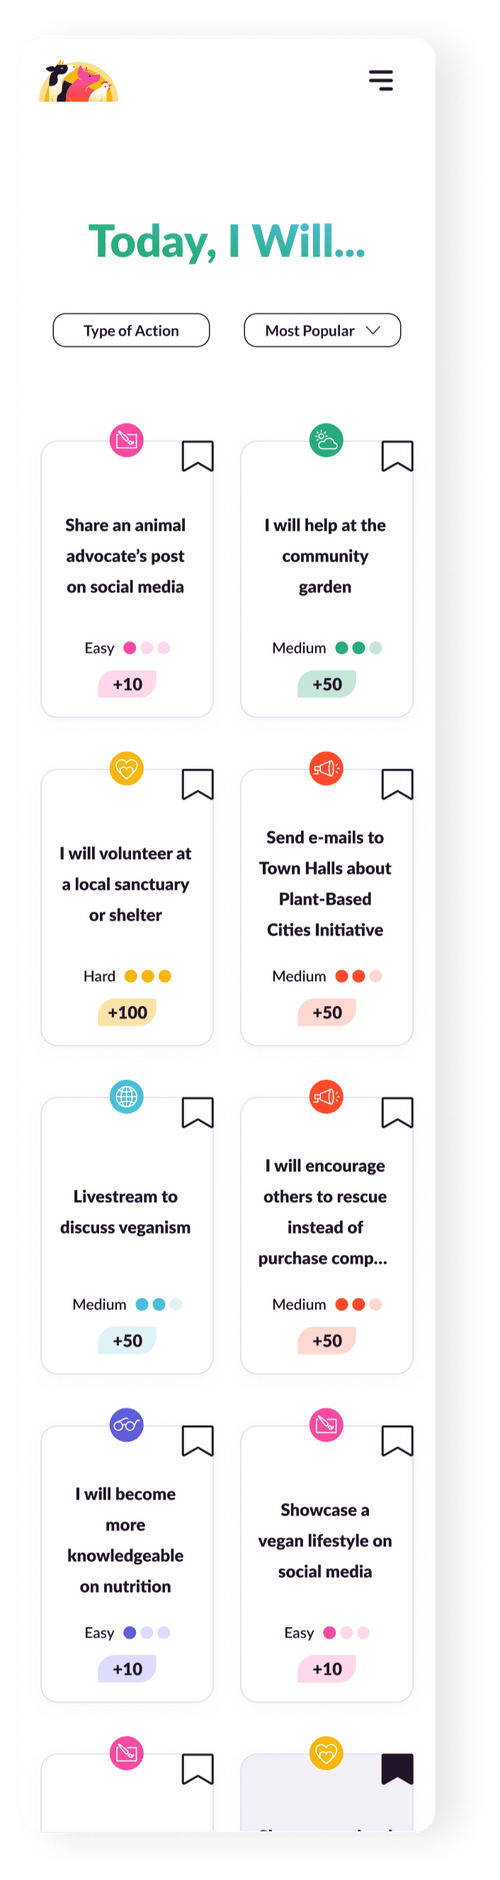 Today, I Will...
Type of Action
Most Popular
Share an animal
advocate's post
on social media
Easy
+10
I will help at the
community
garden
Medium
+50
I will volunteer at
a local sanctuary
or shelter
Hard
+100
Send e-mails to
Town Halls about
Plant-Based
Cities Initiative
Medium
+50
Livestream to
discuss veganism
Medium
+50
I will encourage
others to rescue
instead of
purchase comp...
Medium
+50
I will become
more
knowledgeable
on nutrition
Easy
+10
Showcase a
vegan lifestyle on
social media
Easy
+10